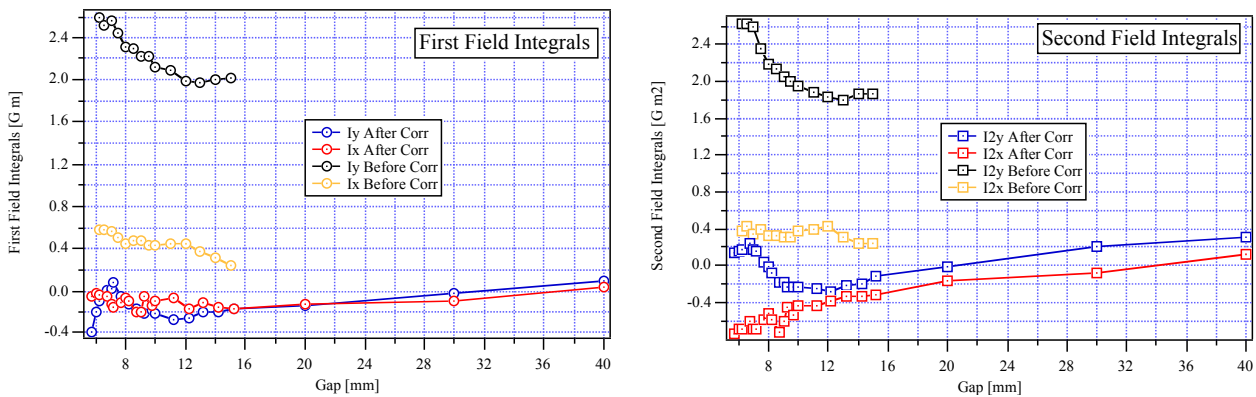 First Field Integrals
First Field Integrals [G m]
2.4
2.0
1.6
1.2
0.8
0.4
-0.0
-0.4
Iy After Corr
Ix After Corr
Iy Before Corr
Ix Before Corr
8
12
16
20
24
28
32
36
40
Gap [mm]
Second Field Integrals
Second Field Integrals [G m2]
2.4
2.0
1.6
1.2
0.8
0.4
0.0
-0.4
I2y After Corr
I2x After Corr
I2y Before Corr
I2x Before Corr
8
12
16
20
24
28
32
36
40
Gap [mm]